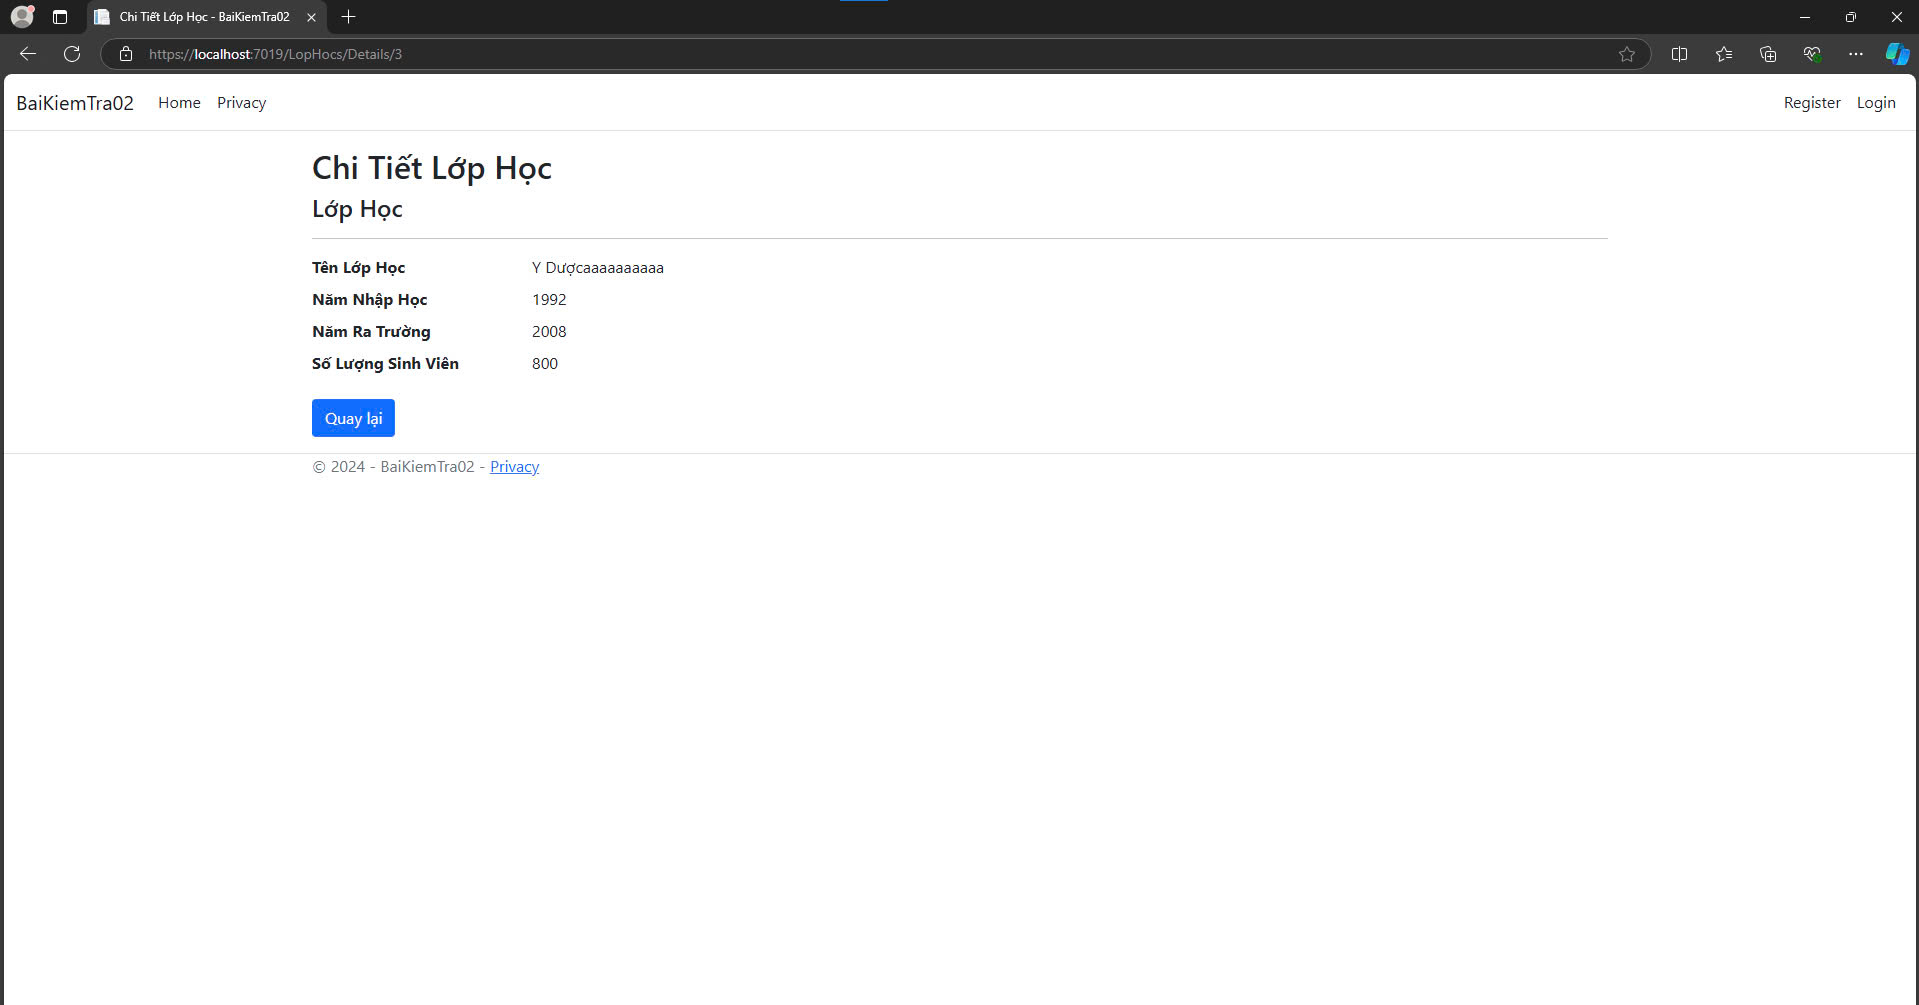 Chi Tiết Lớp Học - BaiKiemTra02
https://localhost:7019/LopHocs/Details/3
BaiKiemTra02 Home Privacy Register Login
Chi Tiết Lớp Học
Lớp Học
Tên Lớp Học Y Dượcaaaaaaaaaa
Năm Nhập Học 1992
Năm Ra Trường 2008
Số Lượng Sinh Viên 800
Quay lại
© 2024 - BaiKiemTra02 - Privacy